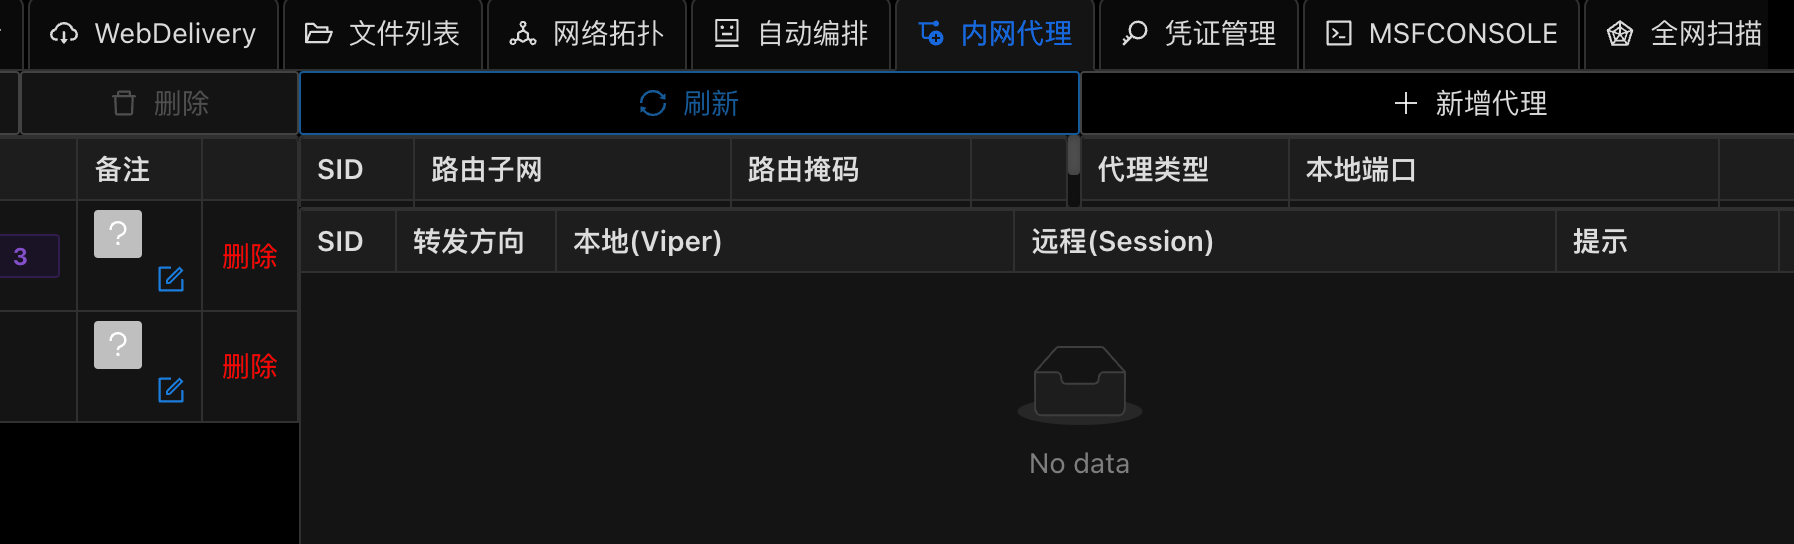 WebDelivery 文件列表 网络拓扑 自动编排 内网代理 凭证管理 MSFCONSOLE 全网扫描
删除 刷新 + 新增代理
备注 SID 路由子网 路由掩码 代理类型 本地端口
SID 转发方向 本地(Viper) 远程(Session) 提示
3 ? 删除
? 删除
No data